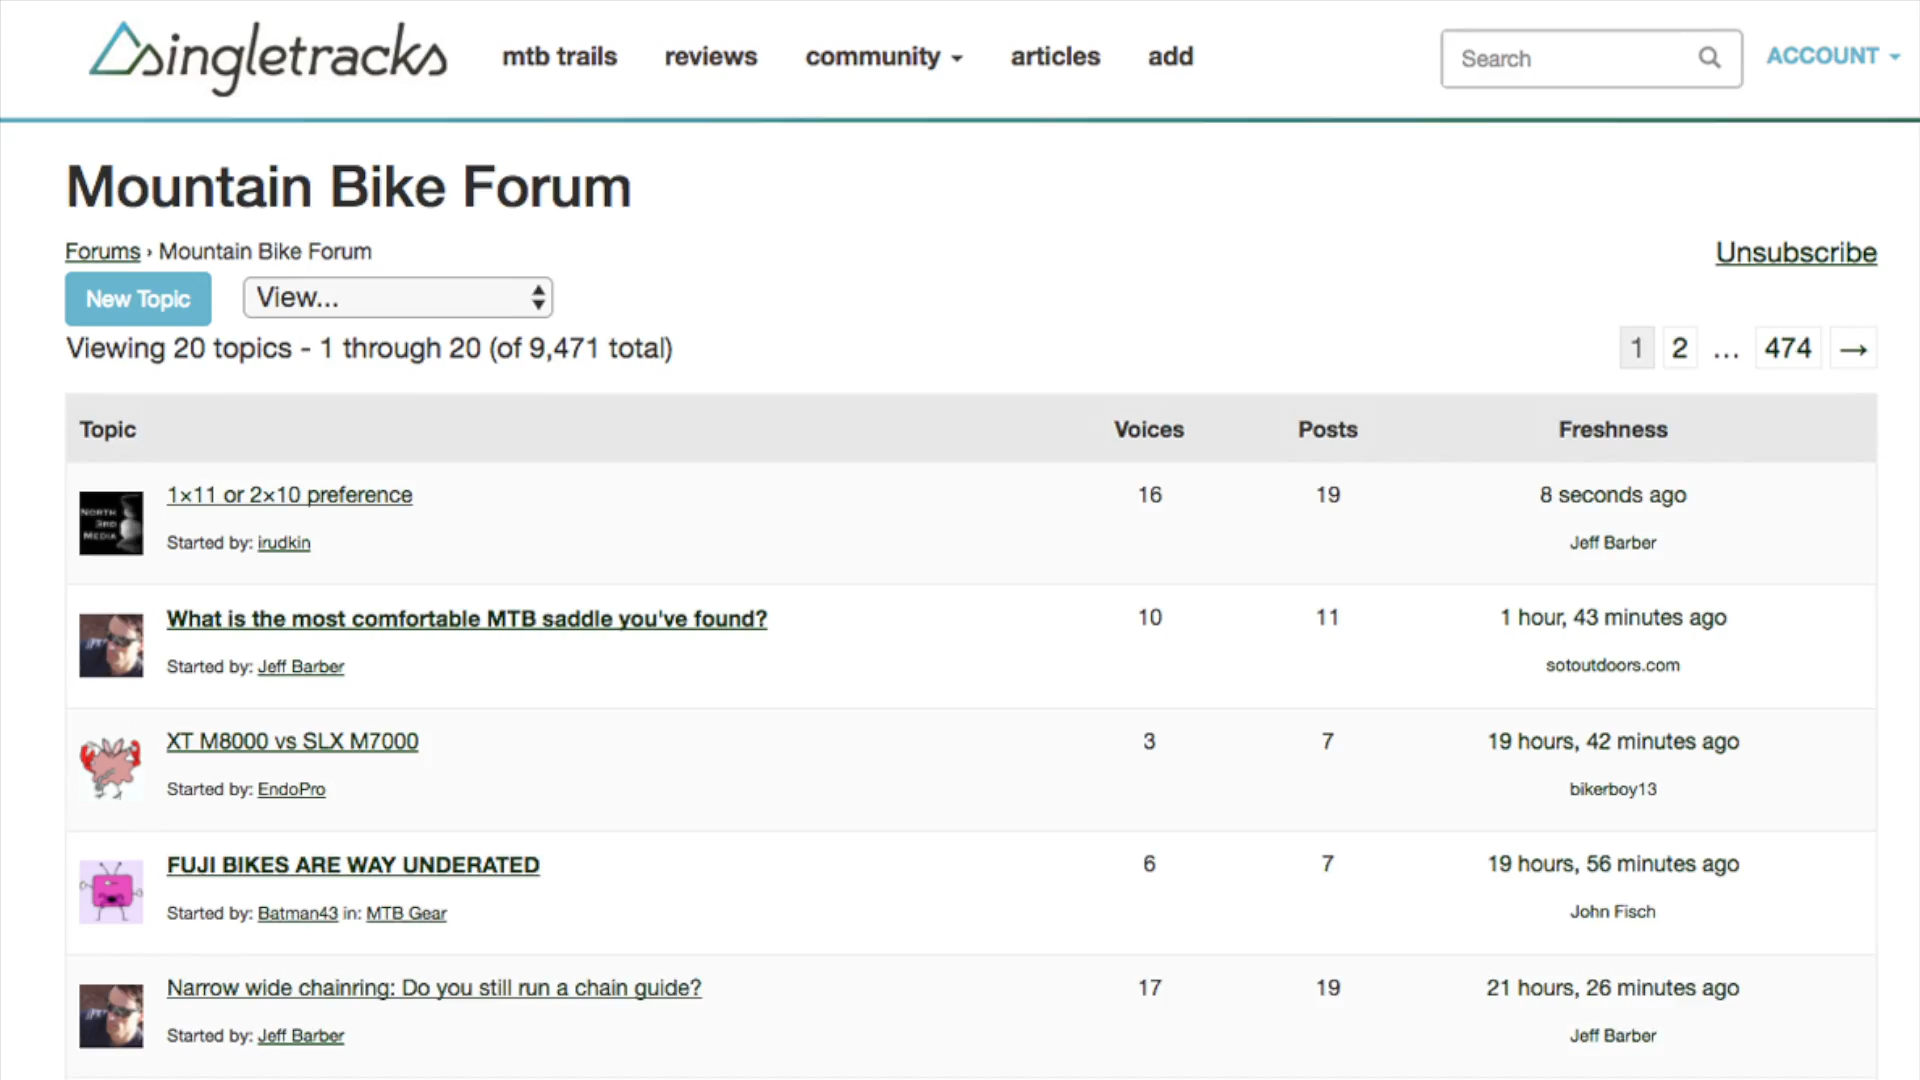 singletracks mtb trails reviews community articles add Search ACCOUNT
Mountain Bike Forum
Forums › Mountain Bike Forum Unsubscribe
New Topic View...
Viewing 20 topics - 1 through 20 (of 9,471 total) 1 2 ... 474 →
Topic Voices Posts Freshness
1×11 or 2×10 preference 16 19 8 seconds ago
NORTH
3RD
MEDIA
Started by: irudkin Jeff Barber
What is the most comfortable MTB saddle you've found? 10 11 1 hour, 43 minutes ago
Started by: Jeff Barber sotoutdoors.com
XT M8000 vs SLX M7000 3 7 19 hours, 42 minutes ago
Started by: EndoPro bikerboy13
FUJI BIKES ARE WAY UNDERATED 6 7 19 hours, 56 minutes ago
Started by: Batman43 in: MTB Gear John Fisch
Narrow wide chainring: Do you still run a chain guide? 17 19 21 hours, 26 minutes ago
Started by: Jeff Barber Jeff Barber